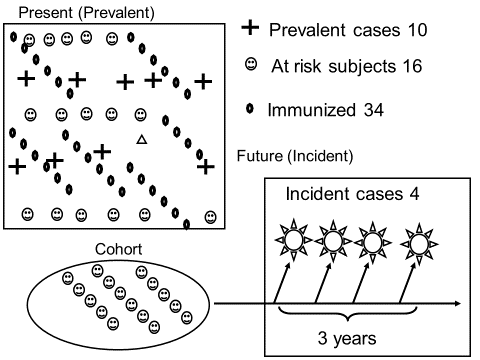 Present (Prevalent)
Prevalent cases 10
At risk subjects 16
Immunized 34
Future (Incident)
Incident cases 4
Cohort
3 years